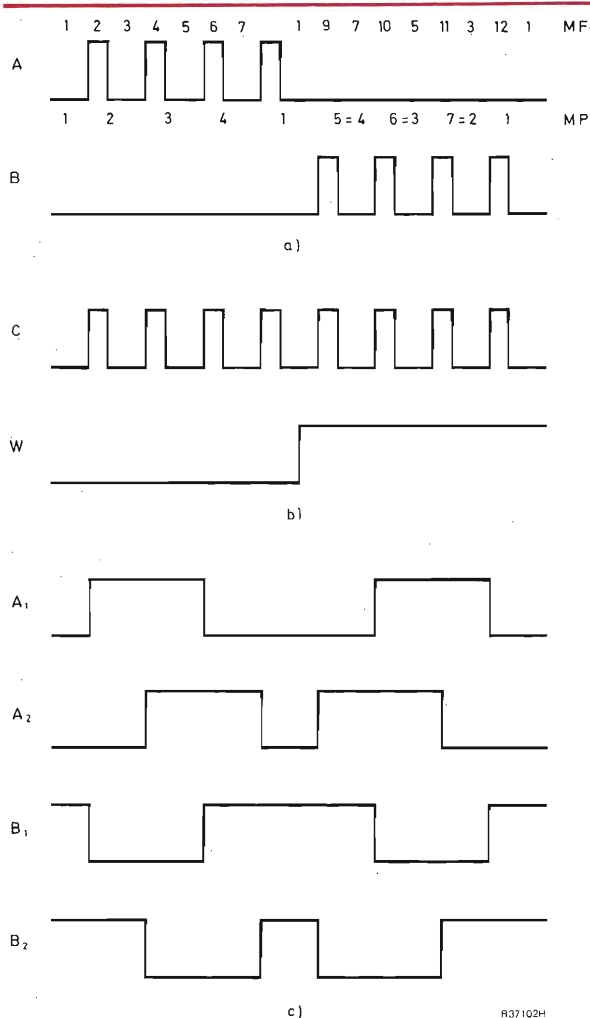 1 2 3 4 5 6 7 1 9 7 10 5 11 3 12 1 MF
A
1 2 3 4 1 5=4 6=3 7=2 1 MP
B
a)
C
W
b)
A₁
A₂
B₁
B₂
c)
R37102H